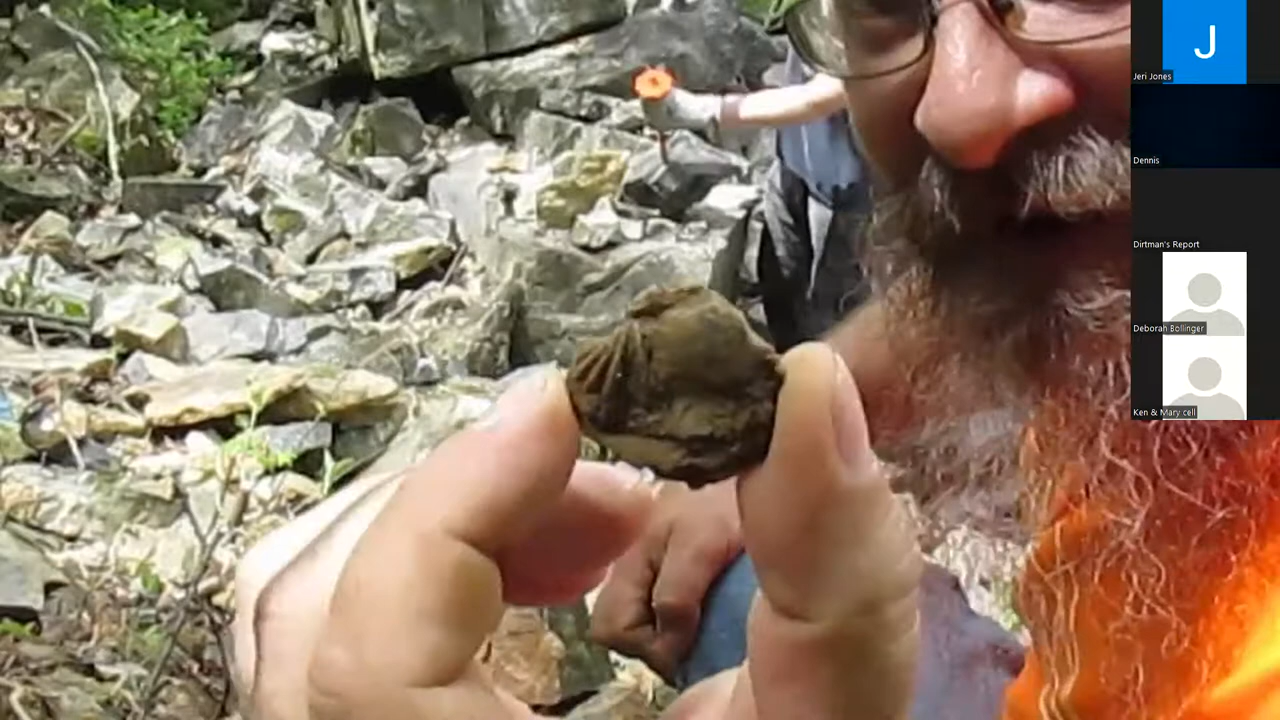 J
Jeri Jones
Dennis
Dirtman's Report
Deborah Bollinger
Ken & Mary cell